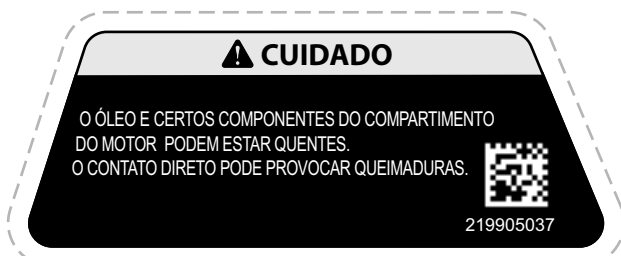 CUIDADO
O ÓLEO E CERTOS COMPONENTES DO COMPARTIMENTO
DO MOTOR PODEM ESTAR QUENTES.
O CONTATO DIRETO PODE PROVOCAR QUEIMADURAS.
219905037